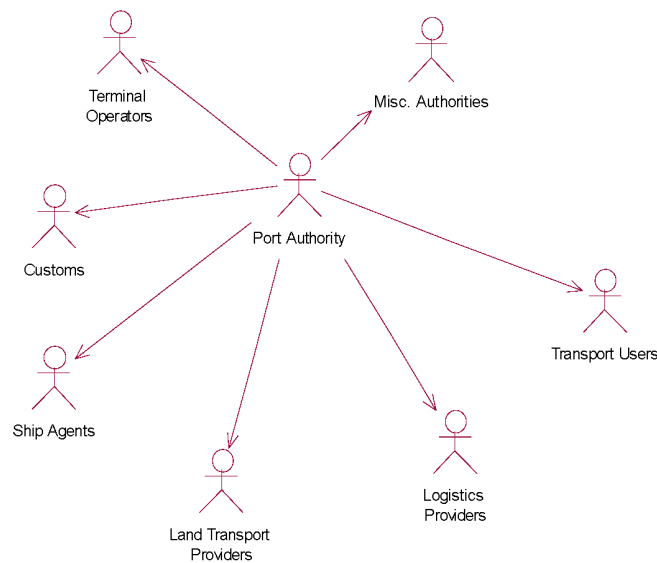 Terminal
Operators
Misc. Authorities
Port Authority
Customs
Transport Users
Ship Agents
Logistics
Providers
Land Transport
Providers